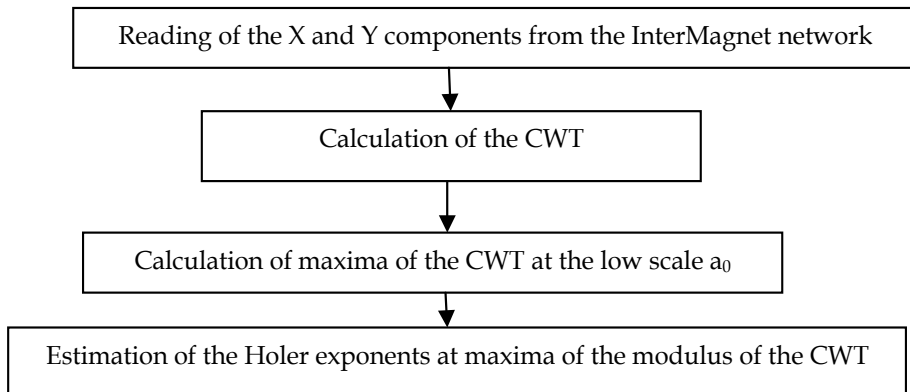 Reading of the X and Y components from the InterMagnet network
Calculation of the CWT
Calculation of maxima of the CWT at the low scale a₀
Estimation of the Holer exponents at maxima of the modulus of the CWT